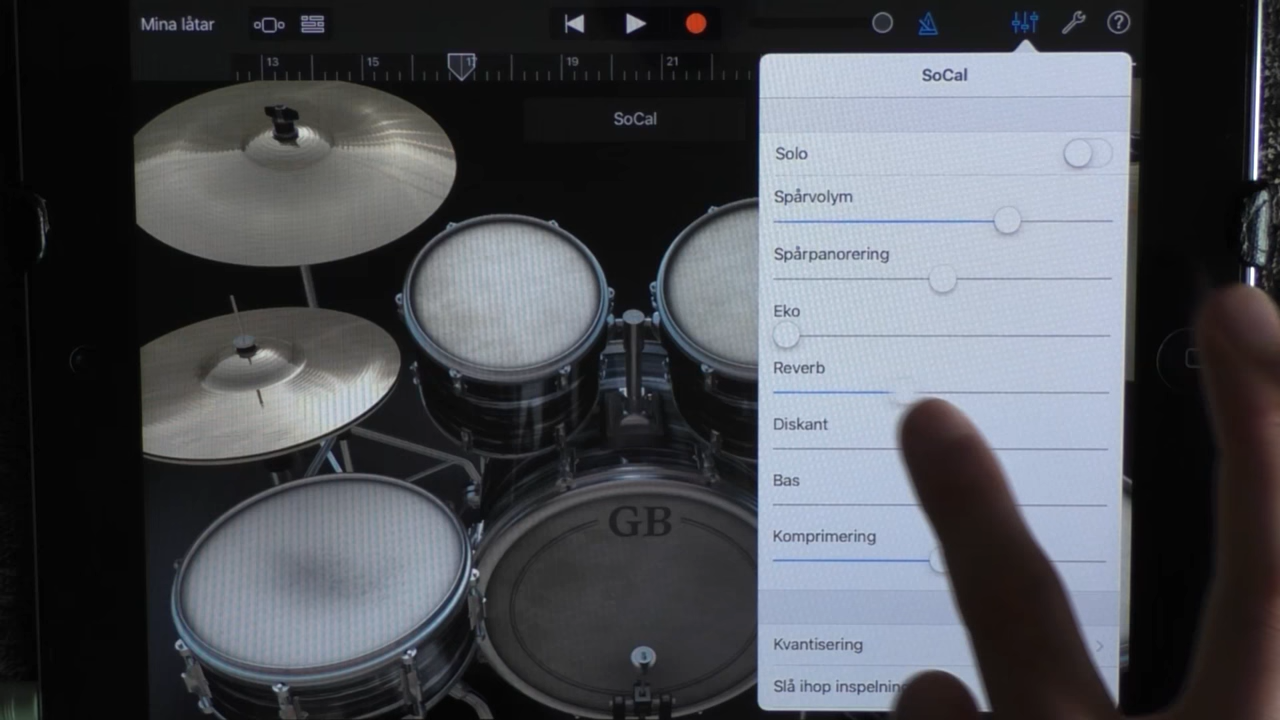 Mina låtar
13
15
17
19
21
SoCal
SoCal
Solo
Spårvolym
Spårpanorering
Eko
Reverb
Diskant
Bas
Komprimering
Kvantisering
Slå ihop
GB